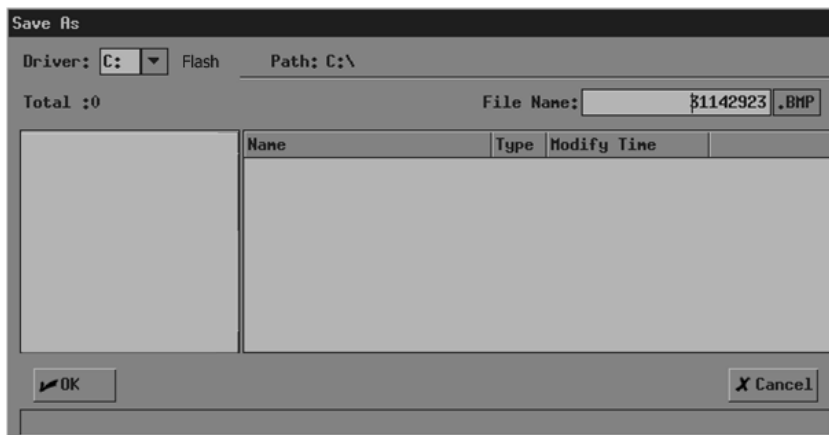 Save As
Driver: C: Flash Path: C:\
Total :0 File Name: 31142923 .BMP
Name Type Modify Time
OK Cancel